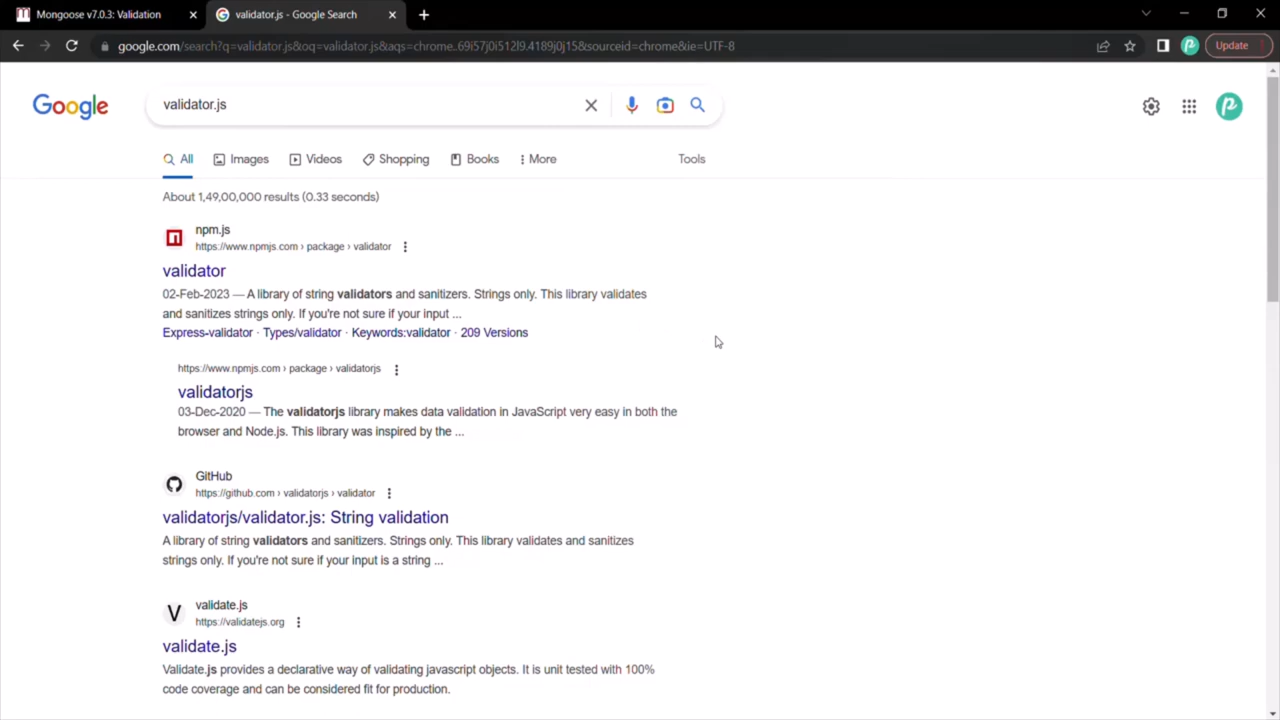 Mongoose v7.0.3: Validation
validator.js - Google Search
google.com/search?q=validator.js&oq=validator.js&aqs=chrome..69i57j0i512l9.4189j0j15&sourceid=chrome&ie=UTF-8
Update
Google
validator.js
All
Images
Videos
Shopping
Books
More
Tools
About 1,49,00,000 results (0.33 seconds)
npm.js
https://www.npmjs.com › package › validator
validator
02-Feb-2023 — A library of string validators and sanitizers. Strings only. This library validates
and sanitizes strings only. If you're not sure if your input ...
Express-validator · Types/validator · Keywords:validator · 209 Versions
https://www.npmjs.com › package › validatorjs
validatorjs
03-Dec-2020 — The validatorjs library makes data validation in JavaScript very easy in both the
browser and Node.js. This library was inspired by the ...
GitHub
https://github.com › validatorjs › validator
validatorjs/validator.js: String validation
A library of string validators and sanitizers. Strings only. This library validates and sanitizes
strings only. If you're not sure if your input is a string ...
V
validate.js
https://validatejs.org
validate.js
Validate.js provides a declarative way of validating javascript objects. It is unit tested with 100%
code coverage and can be considered fit for production.